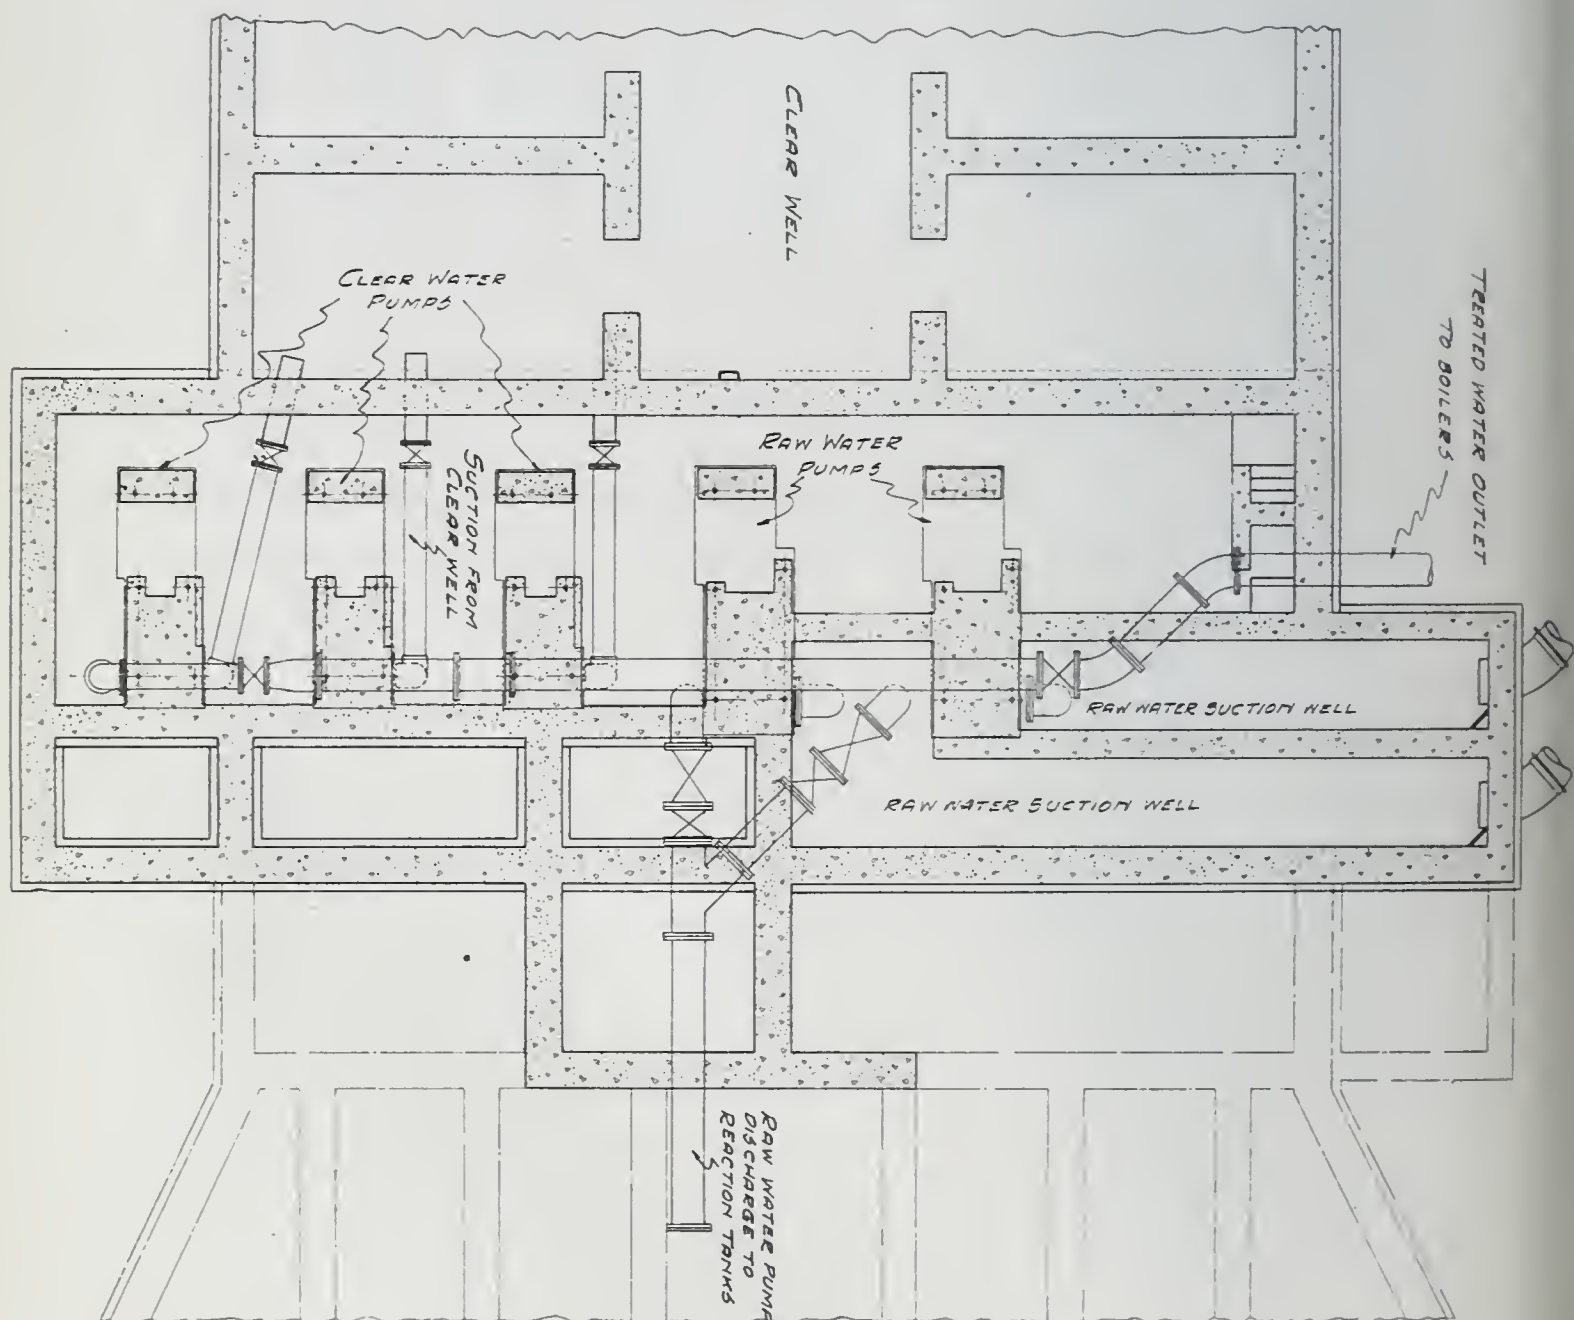 CLEAR WELL
CLEAR WATER
PUMPS
TREATED WATER OUTLET
TO BOILERS
RAW WATER
PUMPS
SUCTION FROM
CLEAR WELL
RAW WATER SUCTION WELL
RAW WATER SUCTION WELL
RAW WATER PUMP
DISCHARGE TO
REACTION TANKS